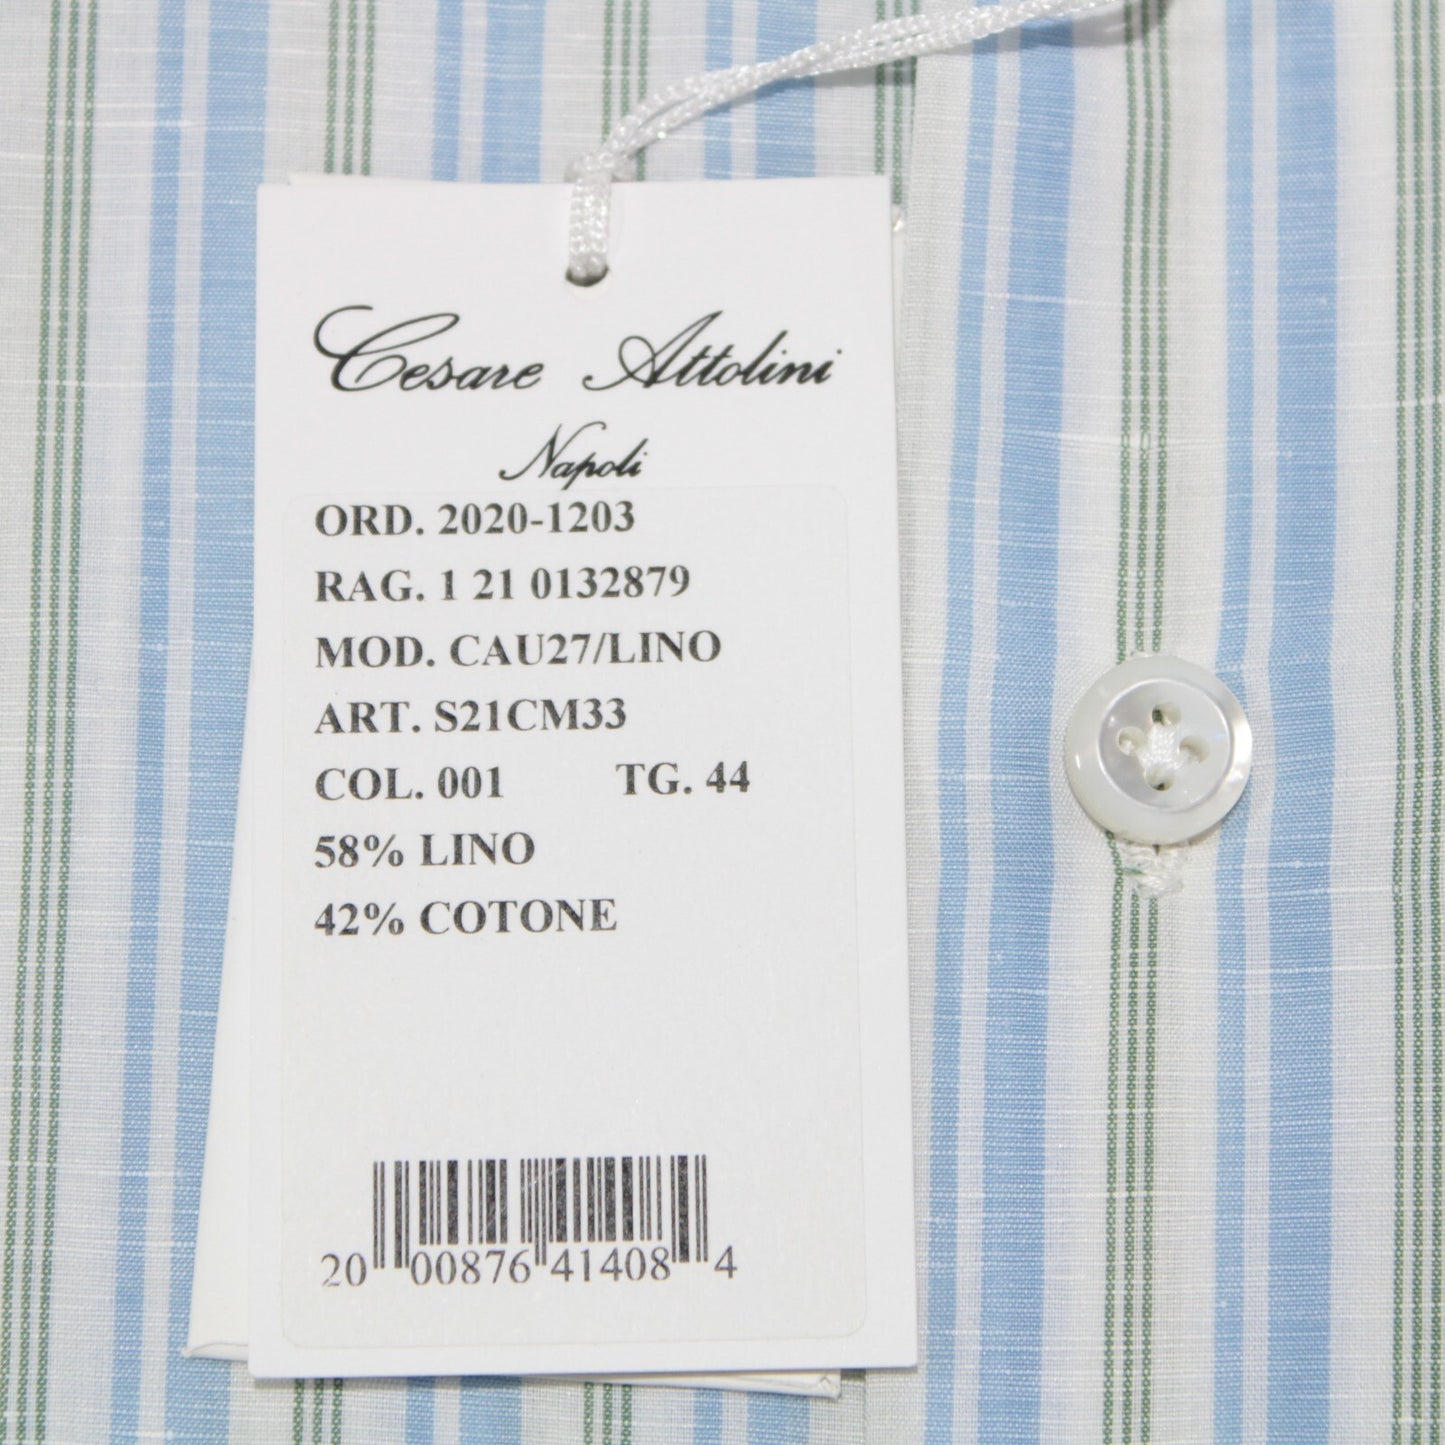 Cesare Attolini
Napoli
ORD. 2020-1203
RAG. 1 21 0132879
MOD. CAU27/LINO
ART. S21CM33
COL. 001 TG. 44
58% LINO
42% COTONE
20 00876 41408 4